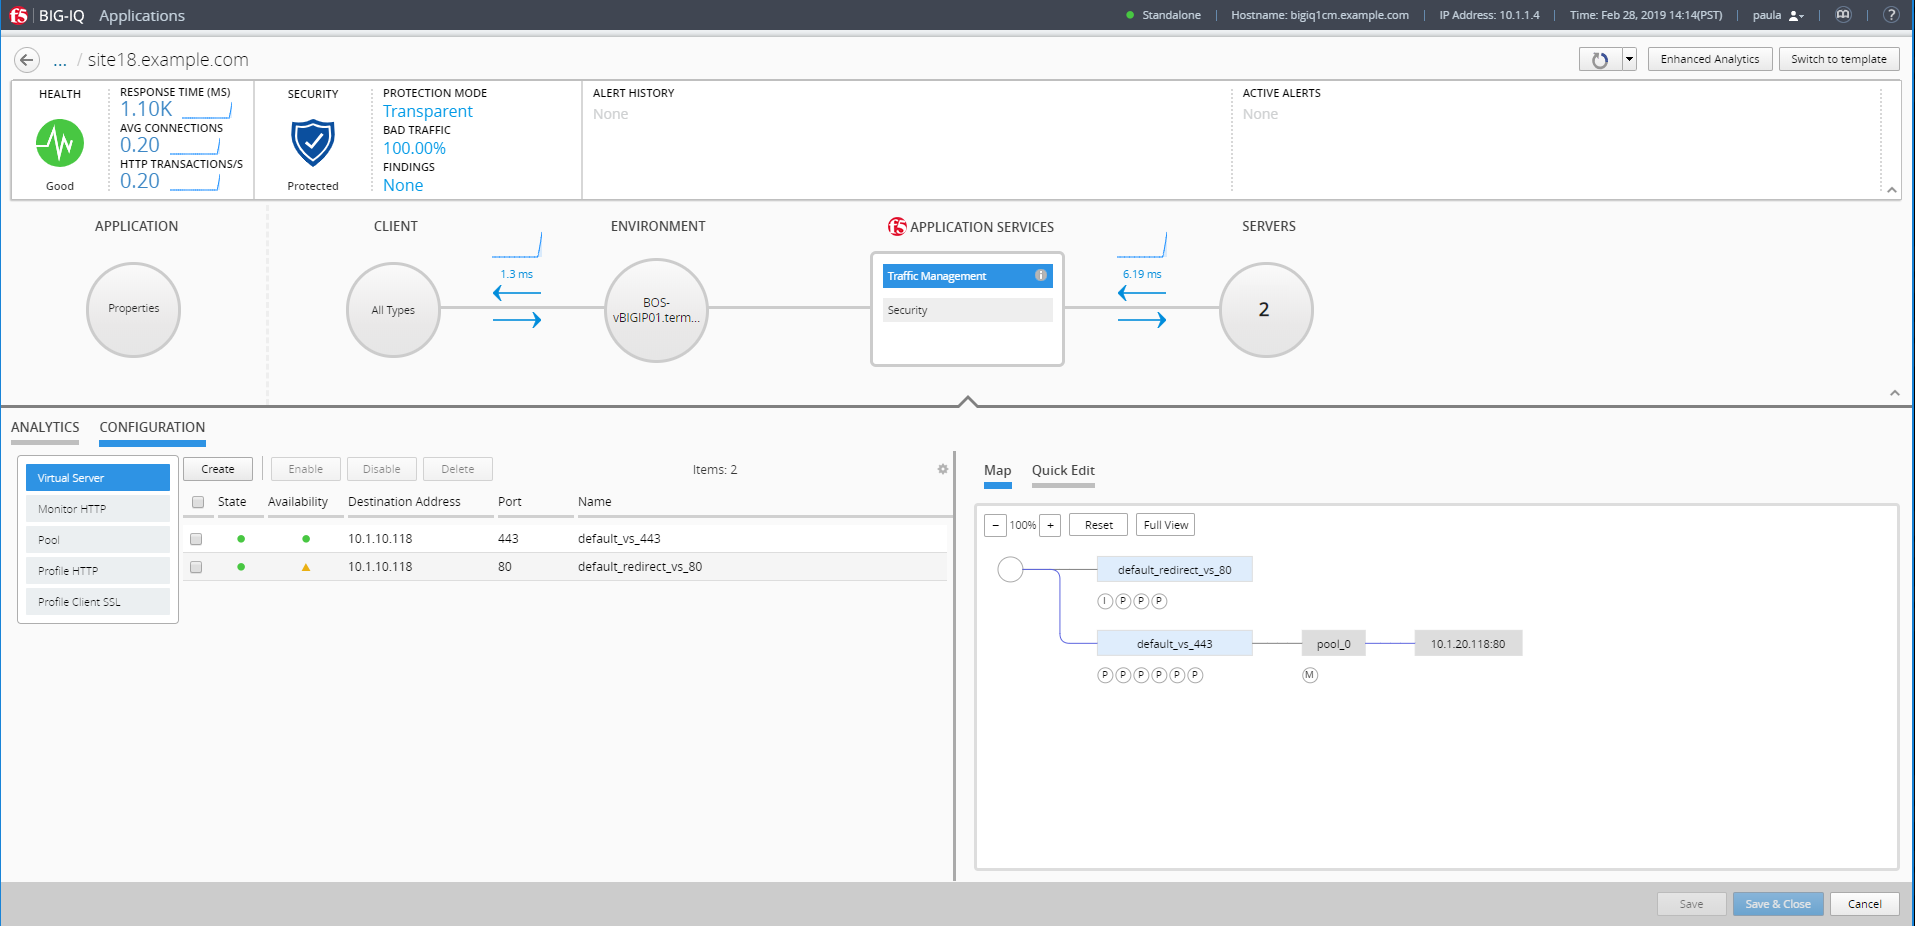 f5 BIG-IQ Applications Standalone Hostname: bigiq1cm.example.com IP Address: 10.1.1.4 Time: Feb 28, 2019 14:14(PST) paula ?
... / site18.example.com Enhanced Analytics Switch to template
HEALTH
Good
RESPONSE TIME (MS)
1.10K
AVG CONNECTIONS
0.20
HTTP TRANSACTIONS/S
0.20
SECURITY
Protected
PROTECTION MODE
Transparent
BAD TRAFFIC
100.00%
FINDINGS
None
ALERT HISTORY
None
ACTIVE ALERTS
None
APPLICATION
Properties
CLIENT
All Types
1.3 ms
ENVIRONMENT
BOS-
vBIGIP01.term...
f5 APPLICATION SERVICES
Traffic Management i
Security
6.19 ms
SERVERS
2
ANALYTICS CONFIGURATION
Virtual Server
Monitor HTTP
Pool
Profile HTTP
Profile Client SSL
Create Enable Disable Delete Items: 2
State Availability Destination Address Port Name
10.1.10.118 443 default_vs_443
10.1.10.118 80 default_redirect_vs_80
Map Quick Edit
− 100% + Reset Full View
default_redirect_vs_80
I P P P
default_vs_443 pool_0 10.1.20.118:80
P P P P P P M
Save Save & Close Cancel